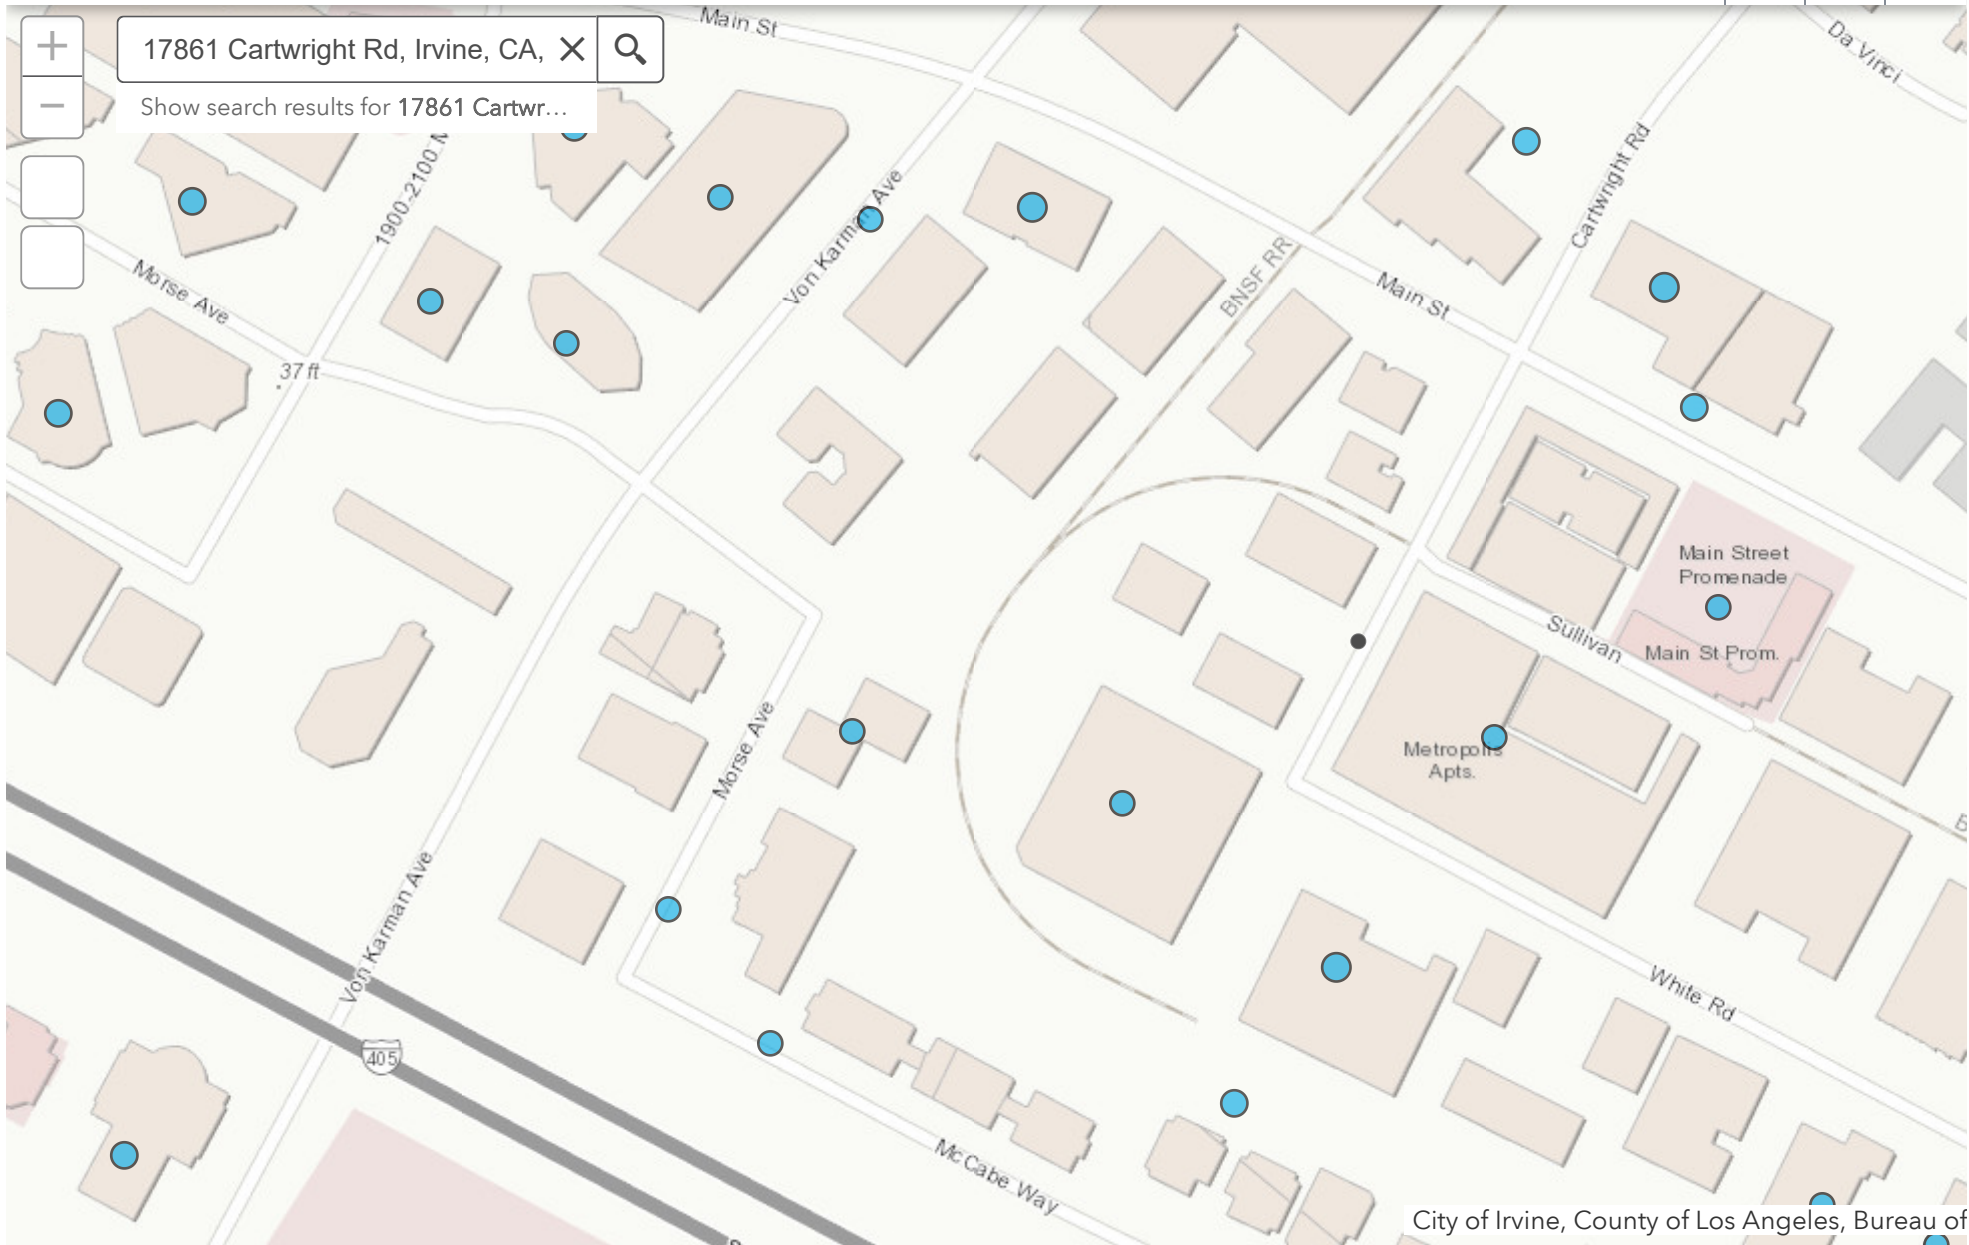 Main St
Da Vinci
17861 Cartwright Rd, Irvine, CA,
Show search results for 17861 Cartwr...
1900-2100 M
Cartwright Rd
Von Karman Ave
BNSF RR
Morse Ave
Main St
37 ft
Main Street
Promenade
Sullivan
Main St Prom.
Morse Ave
Metropolis
Apts.
Von Karman Ave
White Rd
405
McCabe Way
City of Irvine, County of Los Angeles, Bureau of